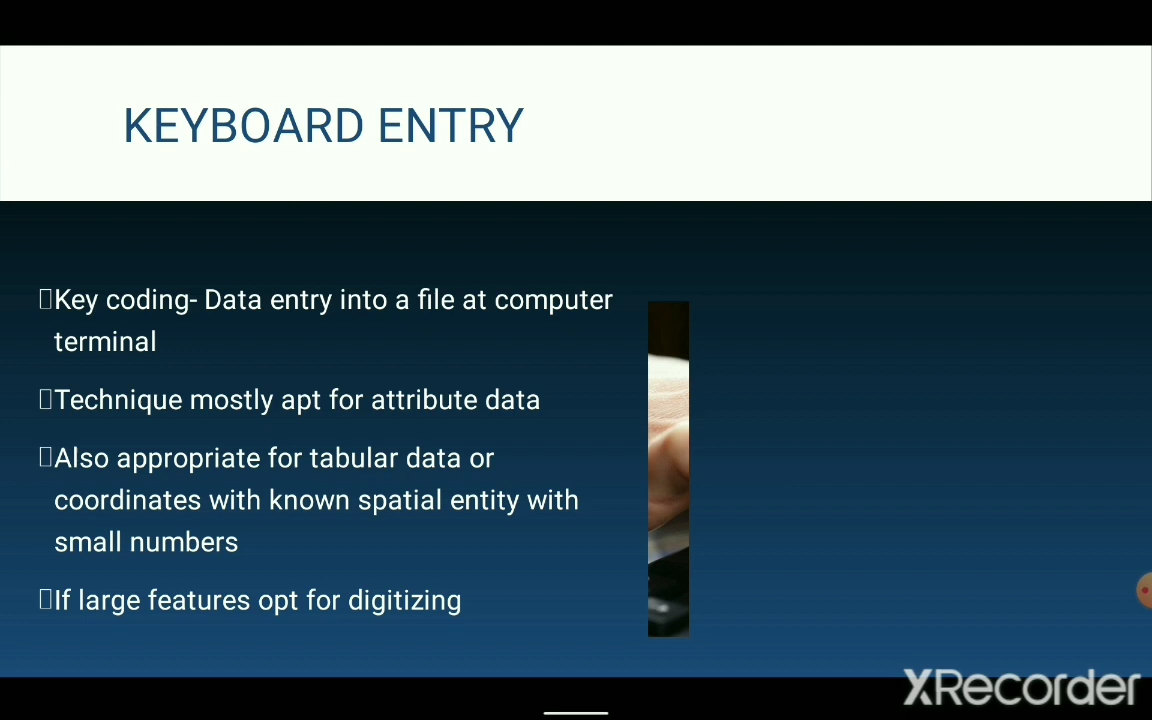 KEYBOARD ENTRY
Key coding- Data entry into a file at computer
terminal
Technique mostly apt for attribute data
Also appropriate for tabular data or
coordinates with known spatial entity with
small numbers
If large features opt for digitizing
XRecorder